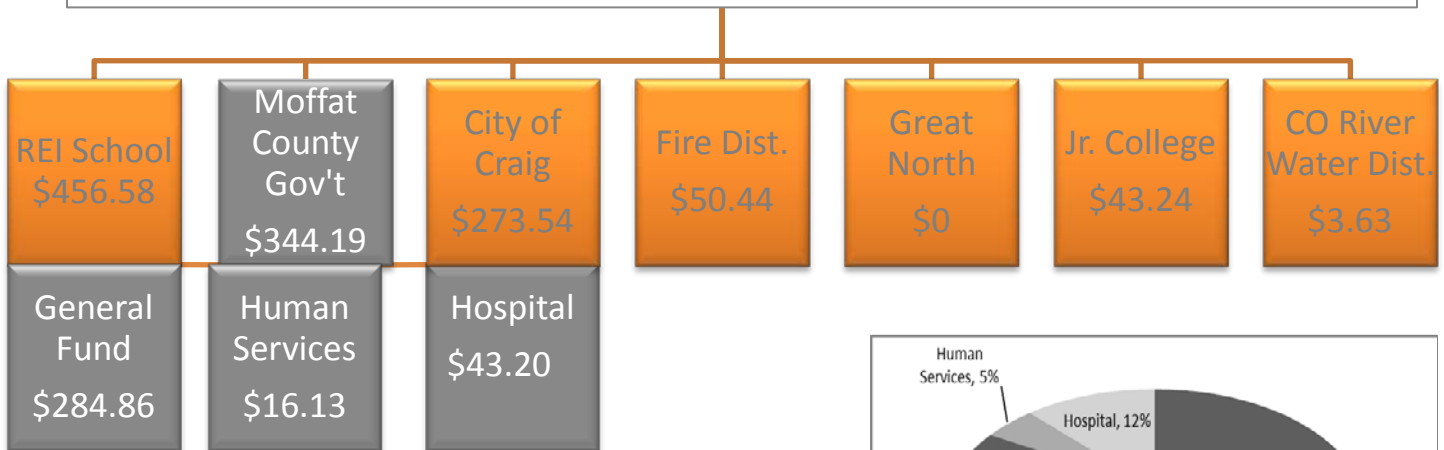 REI School
$456.58
Moffat
County
Gov't
$344.19
City of
Craig
$273.54
Fire Dist.
$50.44
Great
North
$0
Jr. College
$43.24
CO River
Water Dist.
$3.63
General
Fund
$284.86
Human
Services
$16.13
Hospital
$43.20
Human
Services, 5%
Hospital, 12%